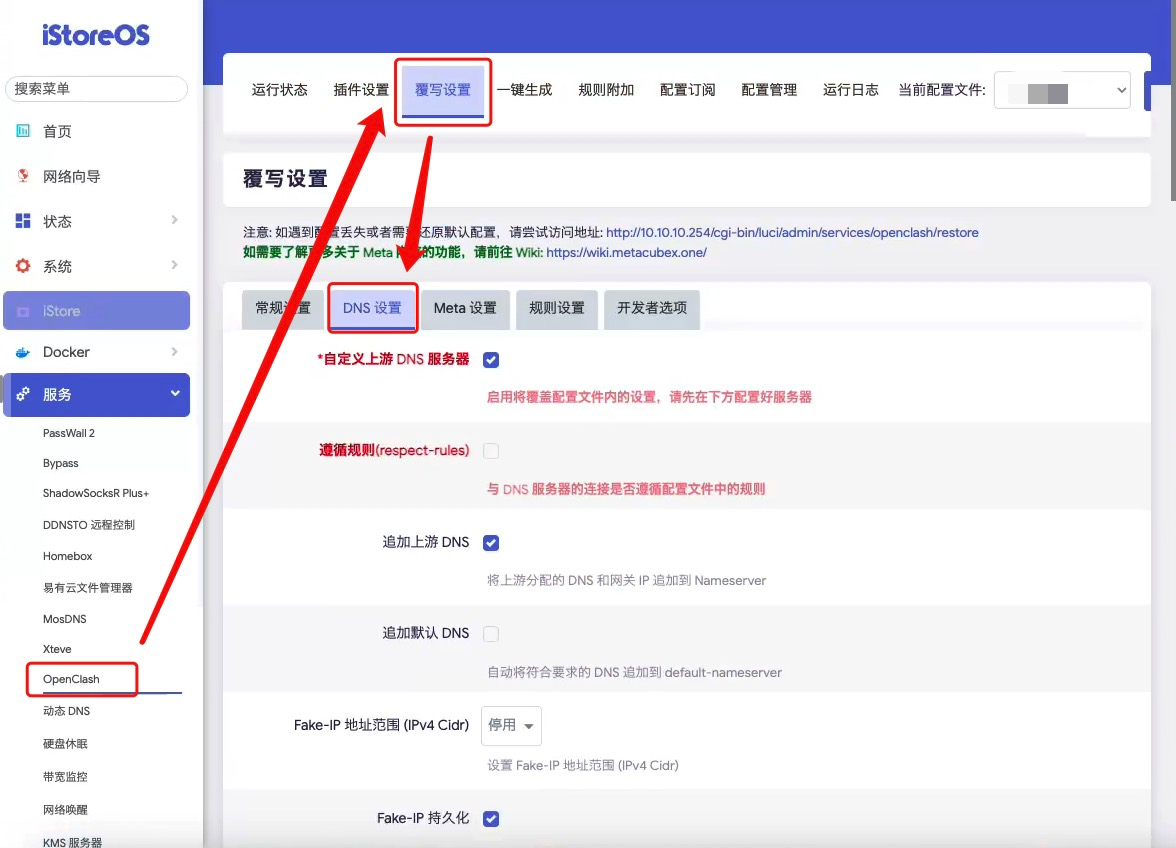 iStoreOS
搜索菜单
首页
网络向导
状态
系统
iStore
Docker
服务
PassWall 2
Bypass
ShadowSocksR Plus+
DDNSTO 远程控制
Homebox
易有云文件管理器
MosDNS
Xteve
OpenClash
动态 DNS
硬盘休眠
带宽监控
网络唤醒
KMS 服务器
运行状态 插件设置 覆写设置 一键生成 规则附加 配置订阅 配置管理 运行日志 当前配置文件:
覆写设置
注意: 如遇到配置丢失或者需要还原默认配置，请尝试访问地址: http://10.10.10.254/cgi-bin/luci/admin/services/openclash/restore
如需要了解更多关于 Meta 的功能，请前往 Wiki: https://wiki.metacubex.one/
常规设置 DNS 设置 Meta 设置 规则设置 开发者选项
*自定义上游 DNS 服务器
启用将覆盖配置文件内的设置，请先在下方配置好服务器
遵循规则(respect-rules)
与 DNS 服务器的连接是否遵循配置文件中的规则
追加上游 DNS
将上游分配的 DNS 和网关 IP 追加到 Nameserver
追加默认 DNS
自动将符合要求的 DNS 追加到 default-nameserver
Fake-IP 地址范围 (IPv4 Cidr) 停用
设置 Fake-IP 地址范围 (IPv4 Cidr)
Fake-IP 持久化